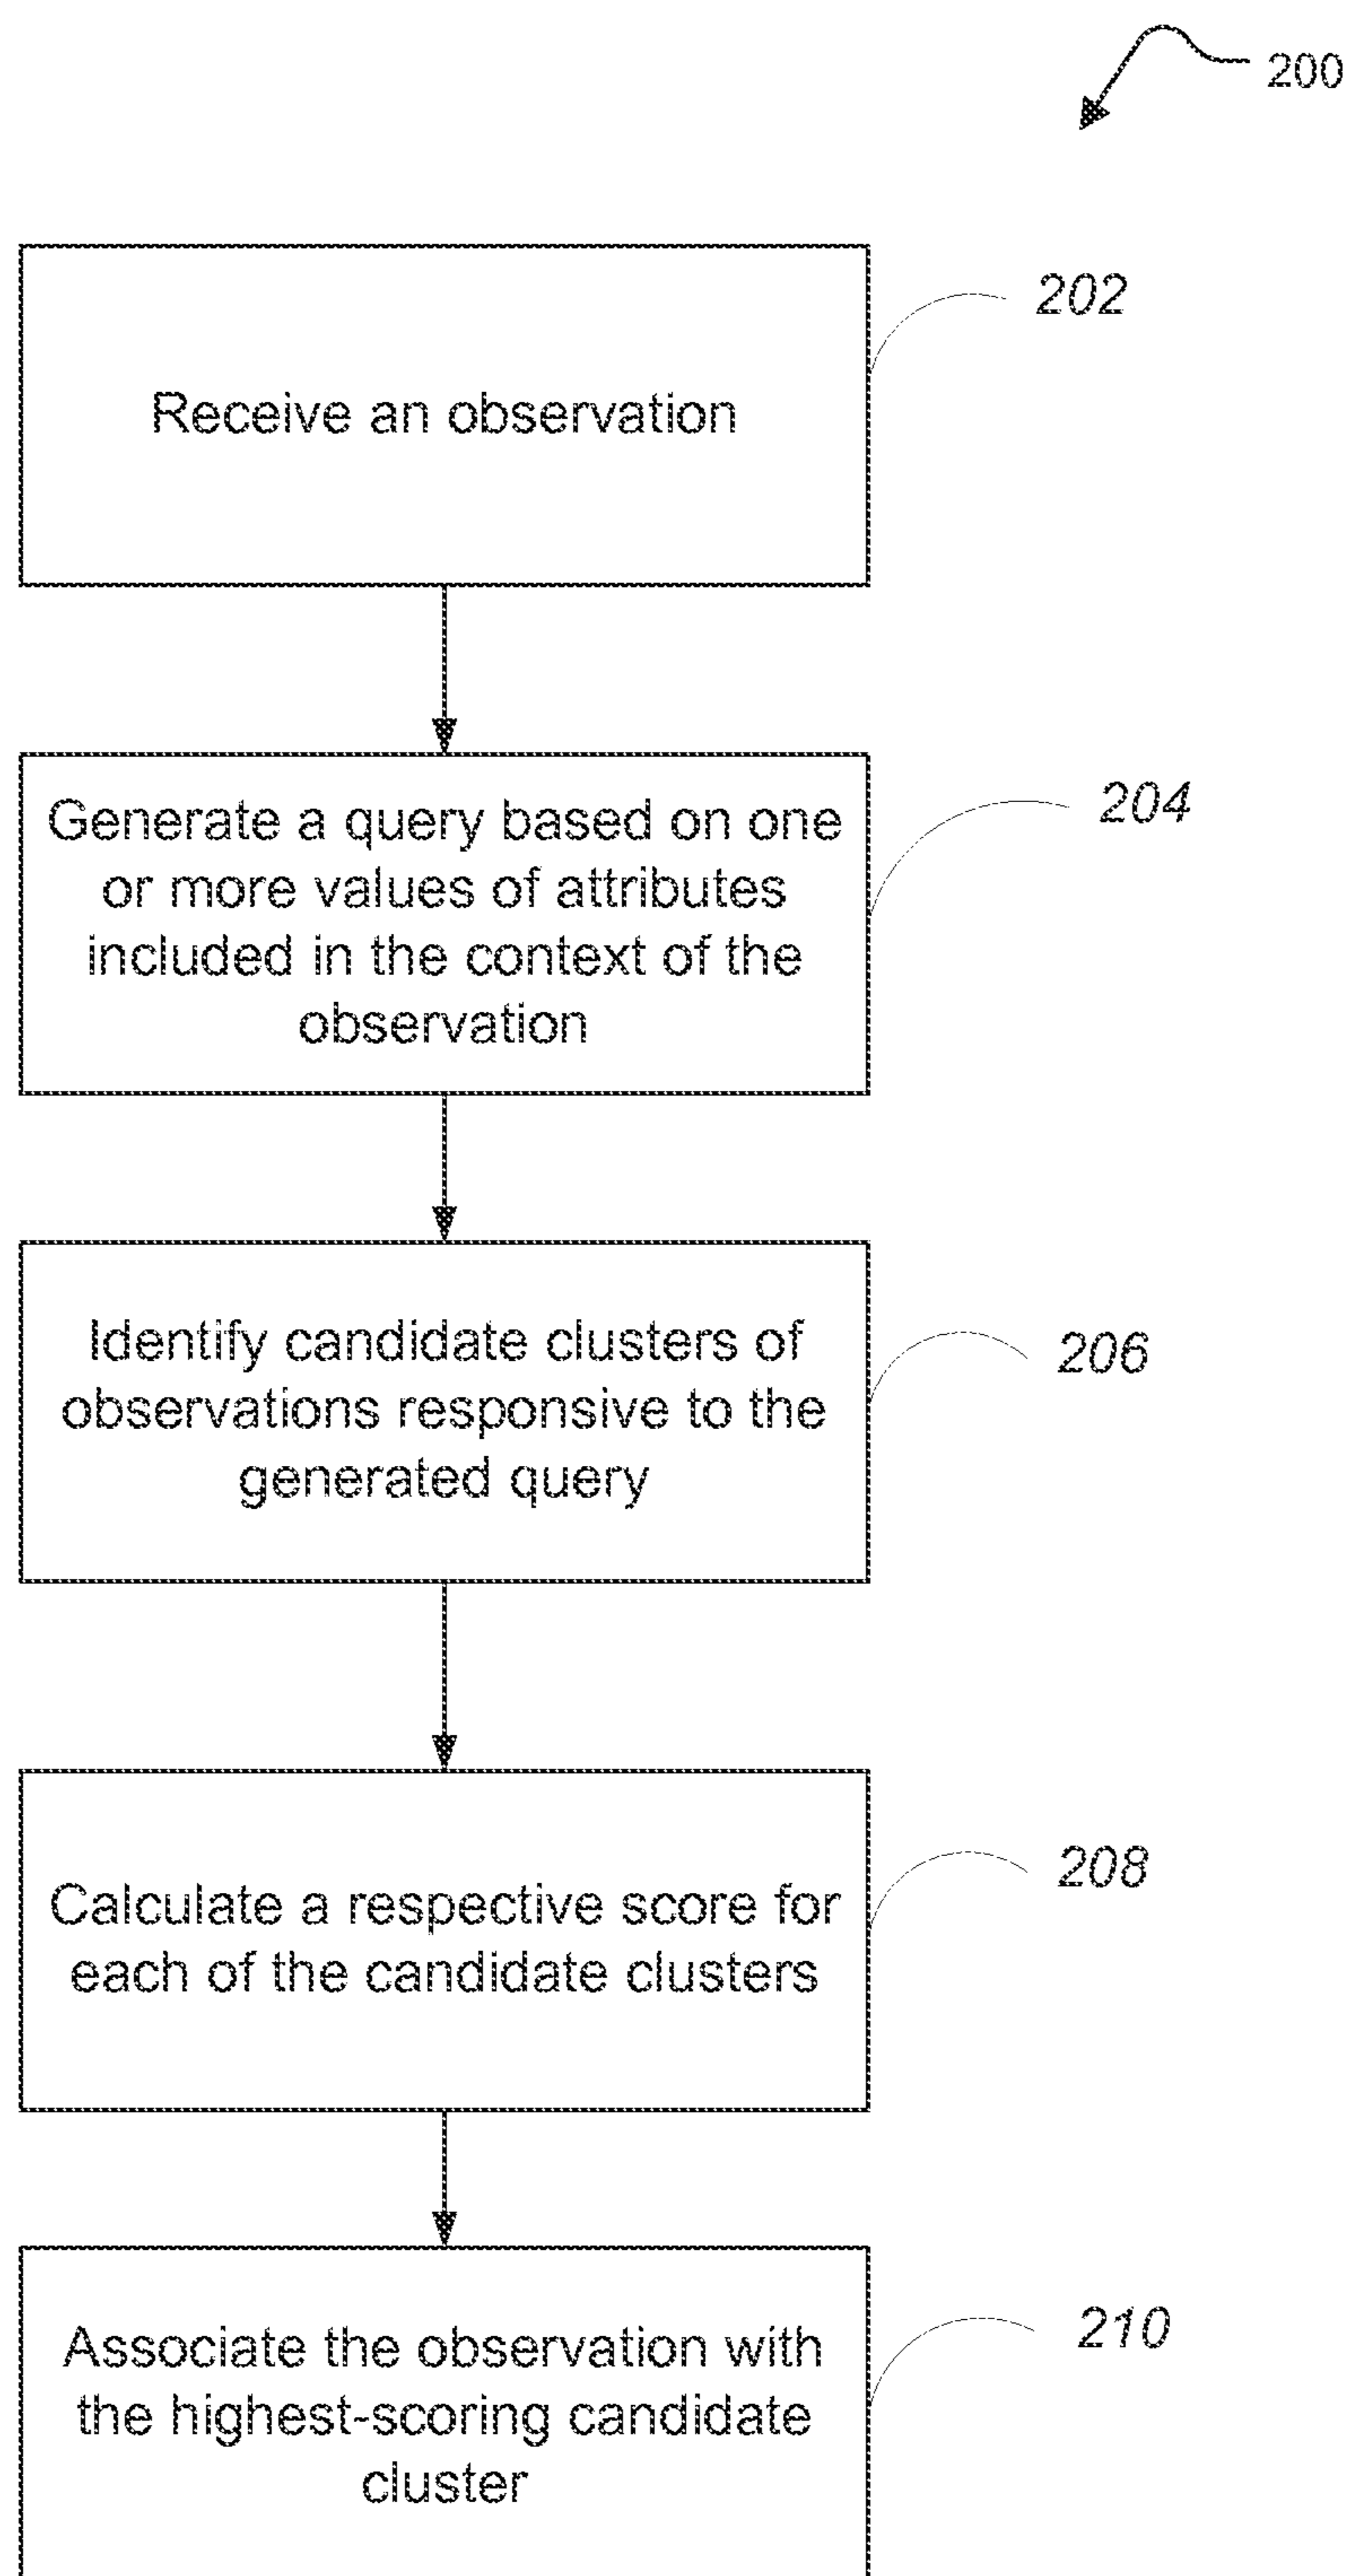 200
Receive an observation
202
Generate a query based on one
or more values of attributes
included in the context of the
observation
204
Identify candidate clusters of
observations responsive to the
generated query
206
Calculate a respective score for
each of the candidate clusters
208
Associate the observation with
the highest-scoring candidate
cluster
210